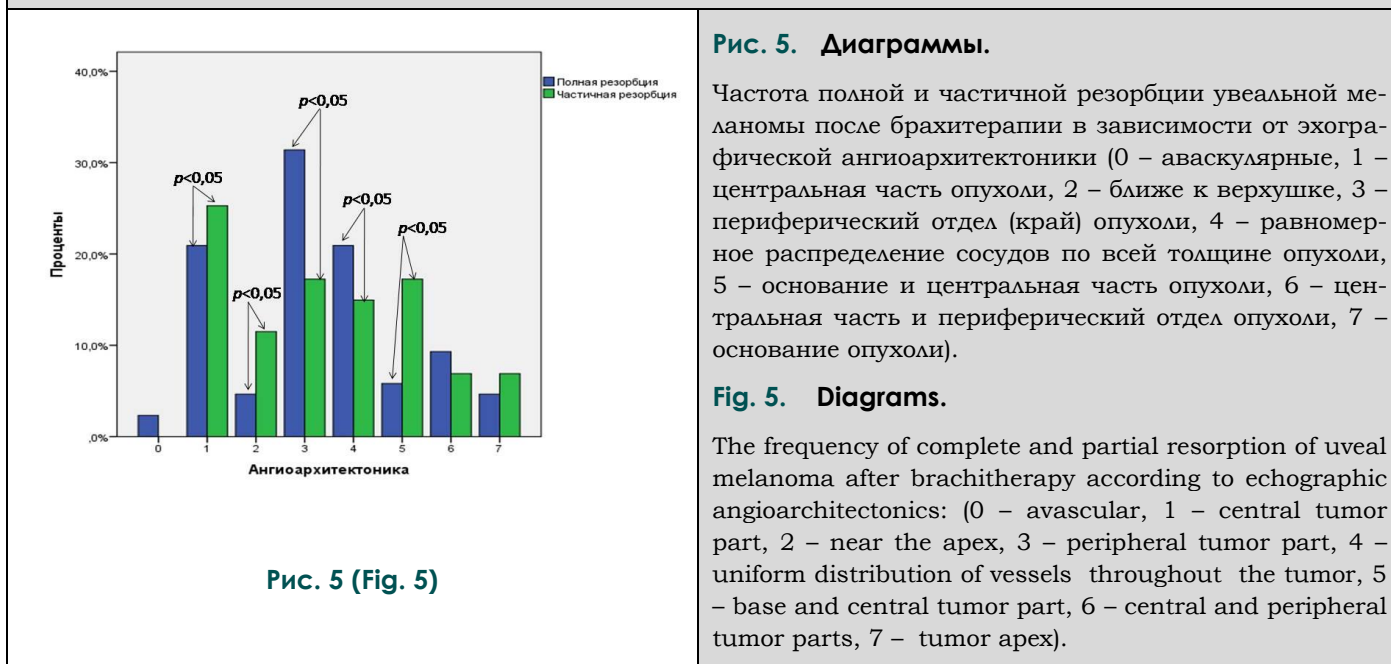 40,0%
30,0%
20,0%
10,0%
,0%
Проценты
p<0,05
p<0,05
p<0,05
p<0,05
p<0,05
0 1 2 3 4 5 6 7
Ангиоархитектоника
Полная резорбция
Частичная резорбция
Рис. 5 (Fig. 5)
Рис. 5. Диаграммы.
Частота полной и частичной резорбции увеальной ме-
ланомы после брахитерапии в зависимости от эхогра-
фической ангиоархитектоники (0 – аваскулярные, 1 –
центральная часть опухоли, 2 – ближе к верхушке, 3 –
периферический отдел (край) опухоли, 4 – равномер-
ное распределение сосудов по всей толщине опухоли,
5 – основание и центральная часть опухоли, 6 – цен-
тральная часть и периферический отдел опухоли, 7 –
основание опухоли).
Fig. 5. Diagrams.
The frequency of complete and partial resorption of uveal
melanoma after brachitherapy according to echographic
angioarchitectonics: (0 – avascular, 1 – central tumor
part, 2 – near the apex, 3 – peripheral tumor part, 4 –
uniform distribution of vessels throughout the tumor, 5
– base and central tumor part, 6 – central and peripheral
tumor parts, 7 – tumor apex).